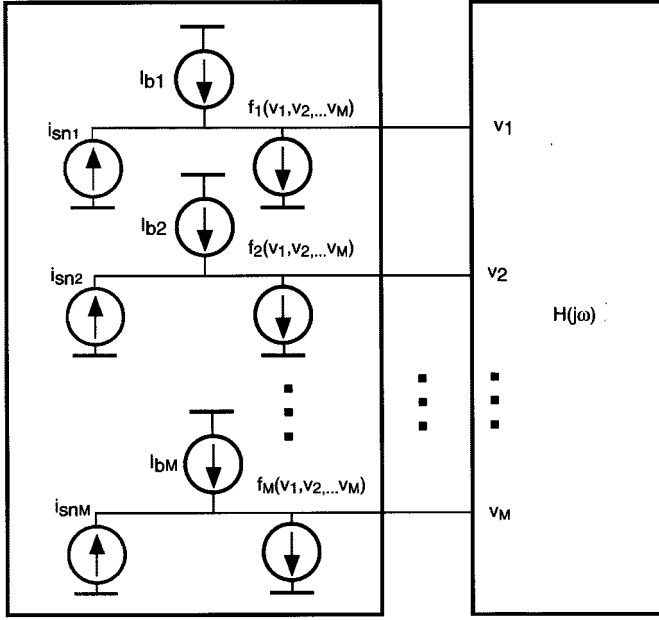 Ib1
f1(v1,v2,...vM)
isn1
v1
Ib2
f2(v1,v2,...vM)
isn2
v2
H(jω)
IbM
fM(v1,v2,...vM)
isnM
vM